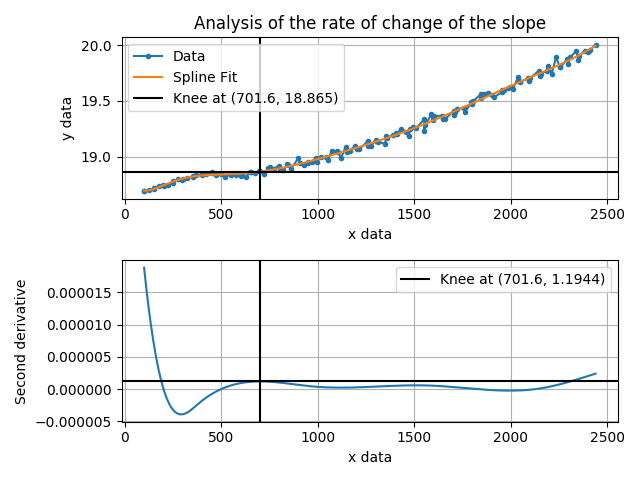 Analysis of the rate of change of the slope
20.0
19.5
19.0
y data
Data
Spline Fit
Knee at (701.6, 18.865)
0
500
1000
1500
2000
2500
x data
0.000015
0.000010
0.000005
0.000000
−0.000005
Second derivative
Knee at (701.6, 1.1944)
0
500
1000
1500
2000
2500
x data